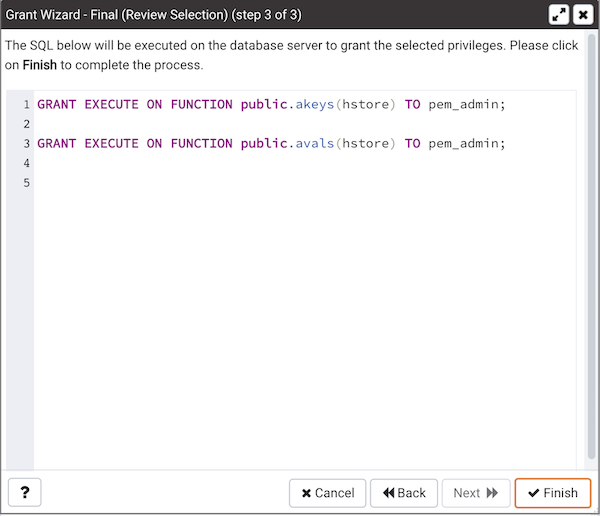 Grant Wizard - Final (Review Selection) (step 3 of 3)
The SQL below will be executed on the database server to grant the selected privileges. Please click
on Finish to complete the process.
1 GRANT EXECUTE ON FUNCTION public.akeys(hstore) TO pem_admin;
2
3 GRANT EXECUTE ON FUNCTION public.avals(hstore) TO pem_admin;
4
5
? Cancel Back Next Finish